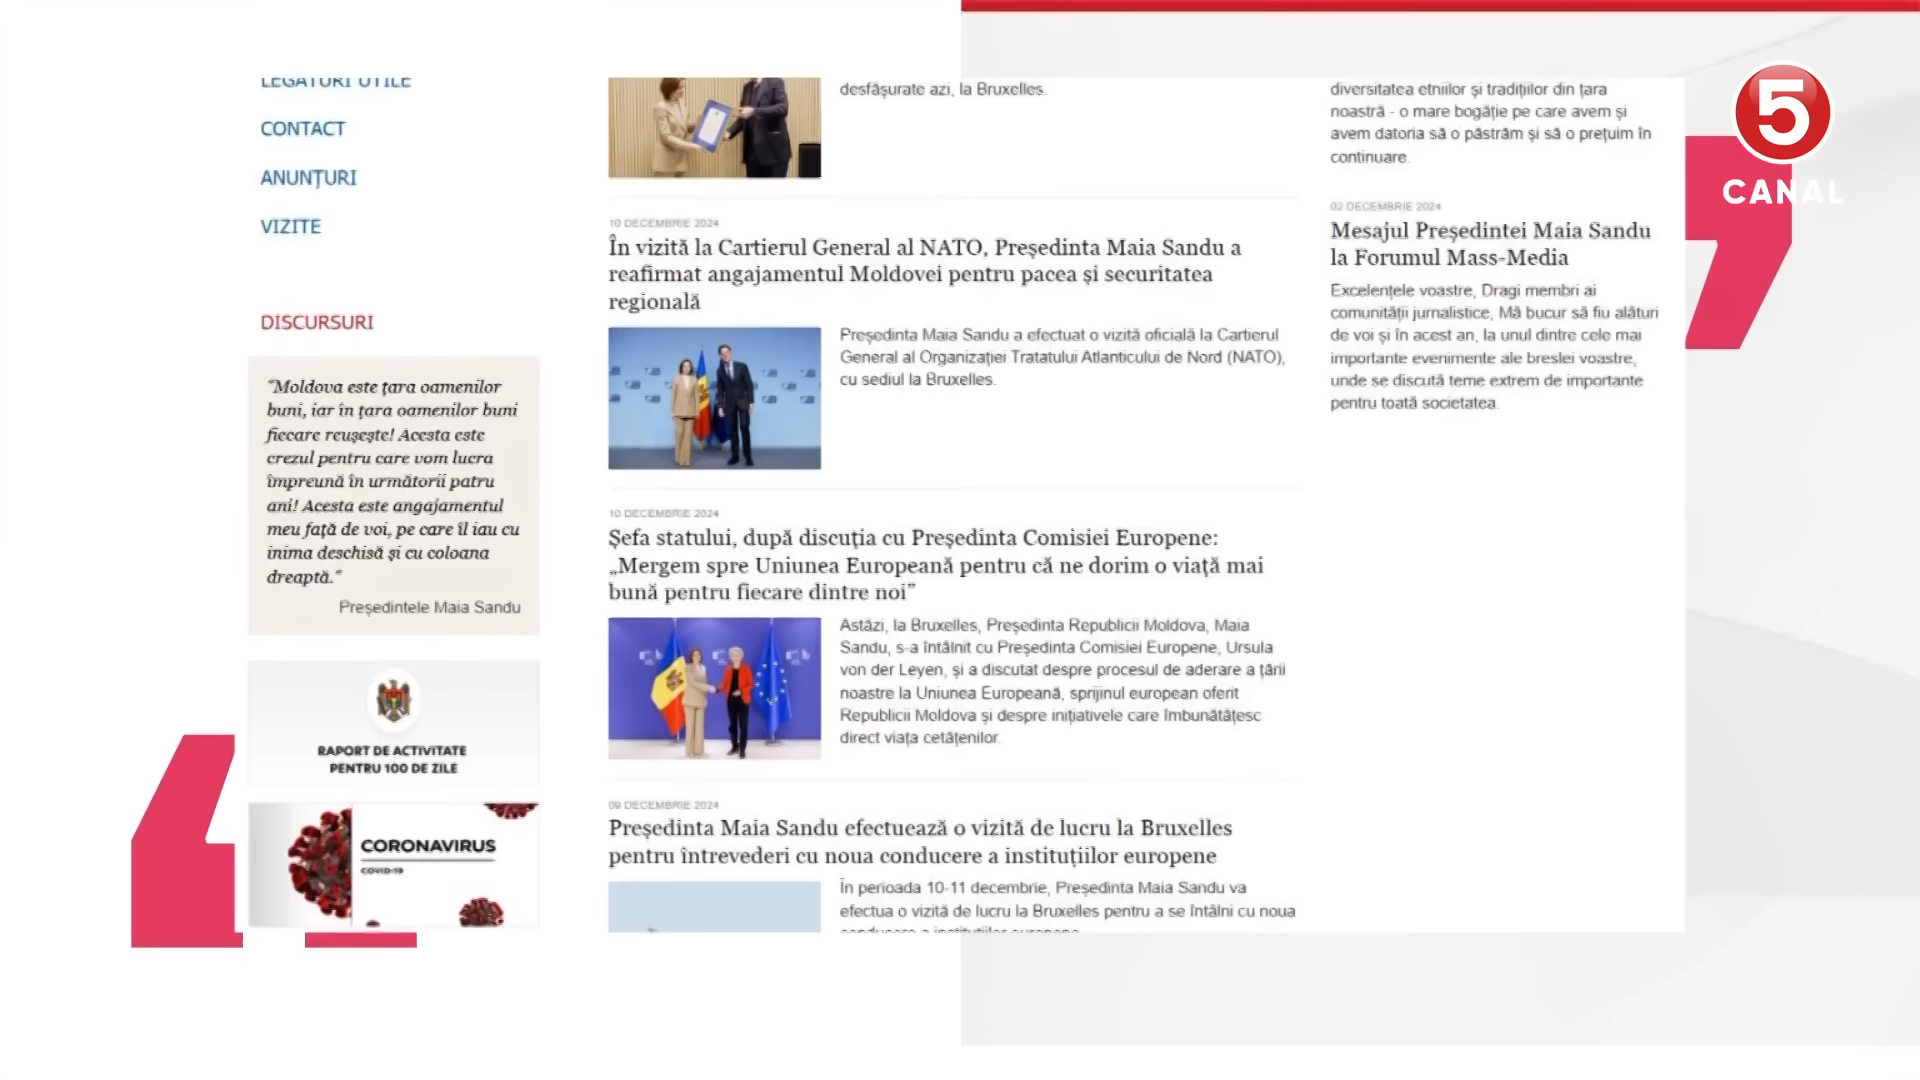 LEGĂTURI UTILE
CONTACT
ANUNȚURI
VIZITE
DISCURSURI
"Moldova este țara oamenilor
buni, iar în țara oamenilor buni
fiecare reușește! Acesta este
crezul pentru care vom lucra
împreună în următorii patru
ani! Acesta este angajamentul
meu față de voi, pe care îl iau cu
inima deschisă și cu coloana
dreaptă."
Președintele Maia Sandu
RAPORT DE ACTIVITATE
PENTRU 100 DE ZILE
CORONAVIRUS
COVID-19
desfășurate azi, la Bruxelles.
10 DECEMBRIE 2024
În vizită la Cartierul General al NATO, Președinta Maia Sandu a
reafirmat angajamentul Moldovei pentru pacea și securitatea
regională
Președinta Maia Sandu a efectuat o vizită oficială la Cartierul
General al Organizației Tratatului Atlanticului de Nord (NATO),
cu sediul la Bruxelles.
10 DECEMBRIE 2024
Șefa statului, după discuția cu Președinta Comisiei Europene:
„Mergem spre Uniunea Europeană pentru că ne dorim o viață mai
bună pentru fiecare dintre noi”
Astăzi, la Bruxelles, Președinta Republicii Moldova, Maia
Sandu, s-a întâlnit cu Președinta Comisiei Europene, Ursula
von der Leyen, și a discutat despre procesul de aderare a țării
noastre la Uniunea Europeană, sprijinul european oferit
Republicii Moldova și despre inițiativele care îmbunătățesc
direct viața cetățenilor.
09 DECEMBRIE 2024
Președinta Maia Sandu efectuează o vizită de lucru la Bruxelles
pentru întrevederi cu noua conducere a instituțiilor europene
În perioada 10-11 decembrie, Președinta Maia Sandu va
efectua o vizită de lucru la Bruxelles pentru a se întâlni cu noua
conducere a instituțiilor europene
diversitatea etniilor și tradițiilor din țara
noastră - o mare bogăție pe care avem și
avem datoria să o păstrăm și să o prețuim în
continuare.
02 DECEMBRIE 2024
Mesajul Președintei Maia Sandu
la Forumul Mass-Media
Excelențele voastre, Dragi membri ai
comunității jurnalistice, Mă bucur să fiu alături
de voi și în acest an, la unul dintre cele mai
importante evenimente ale breslei voastre,
unde se discută teme extrem de importante
pentru toată societatea.
5
CANAL